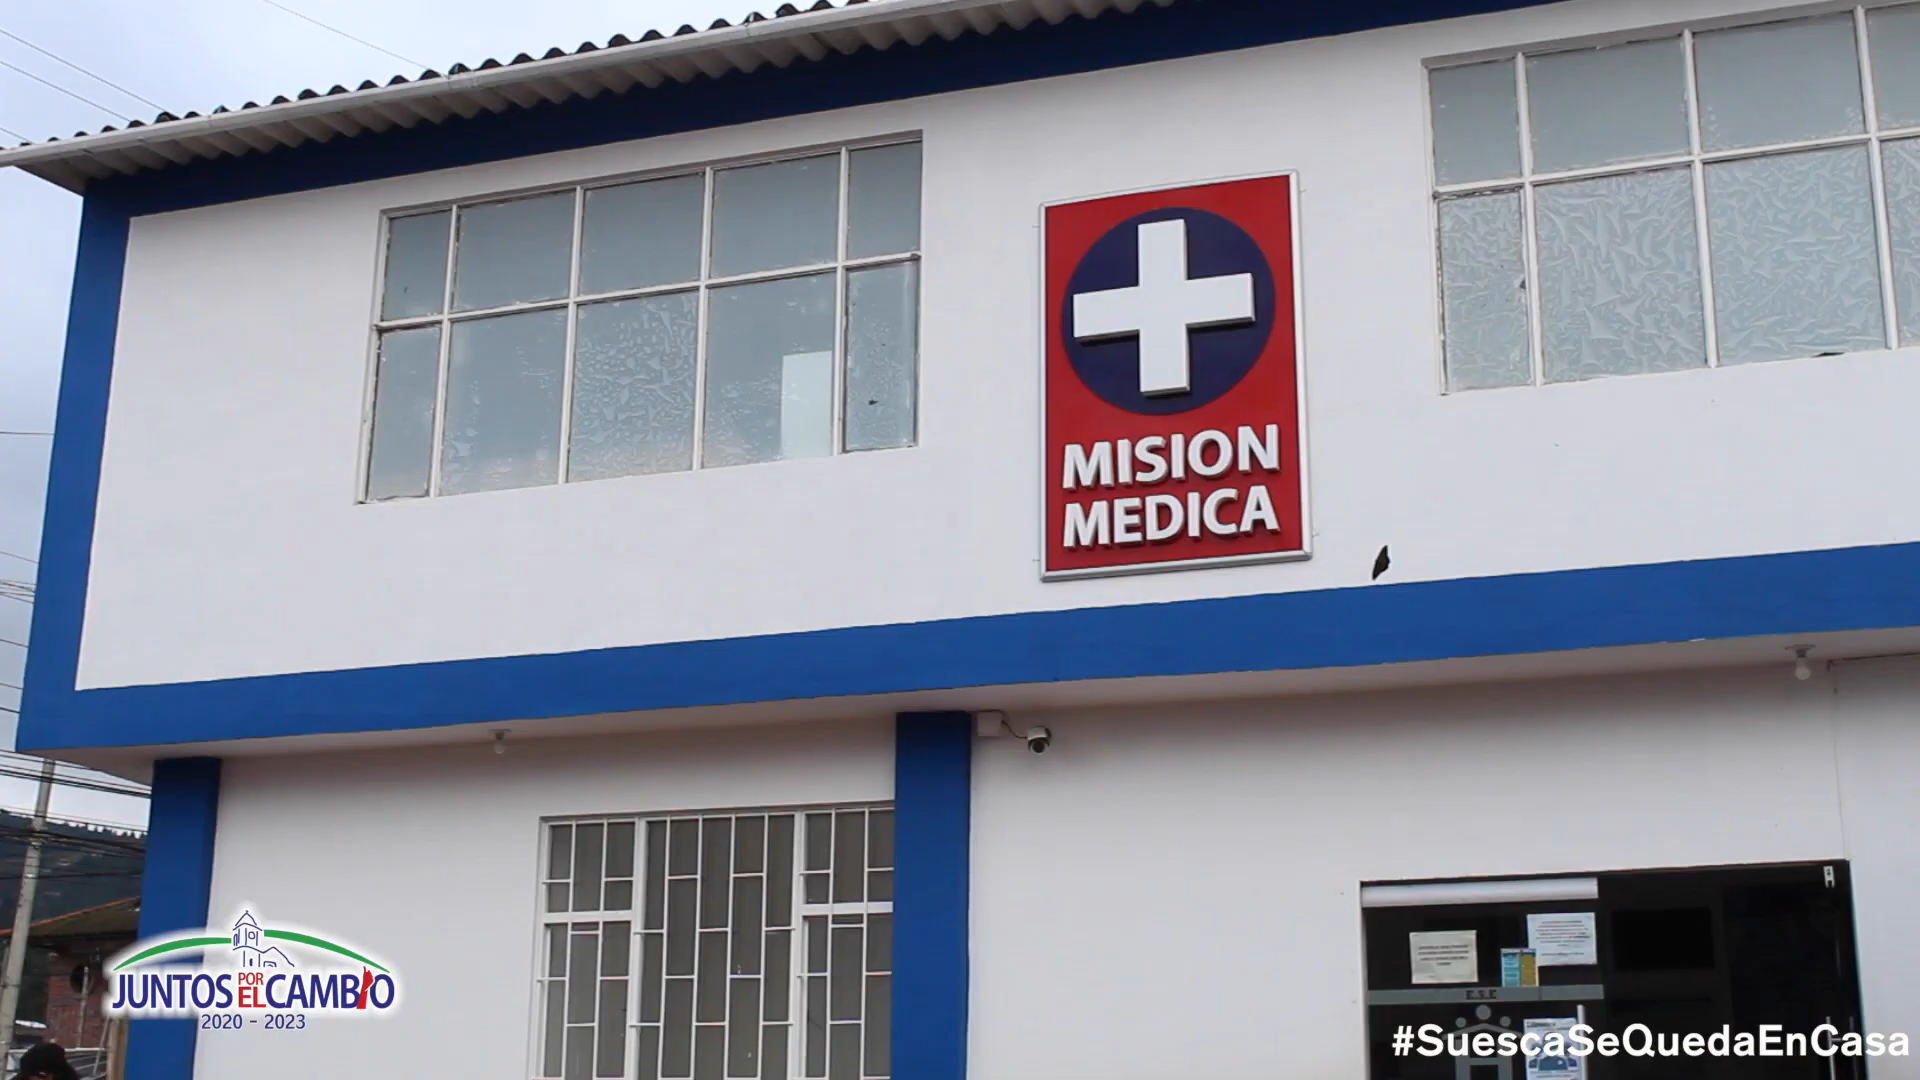 MISION
MEDICA
E.S.E
JUNTOS POR EL CAMBIO
2020 - 2023
#SuescaSeQuedaEnCasa